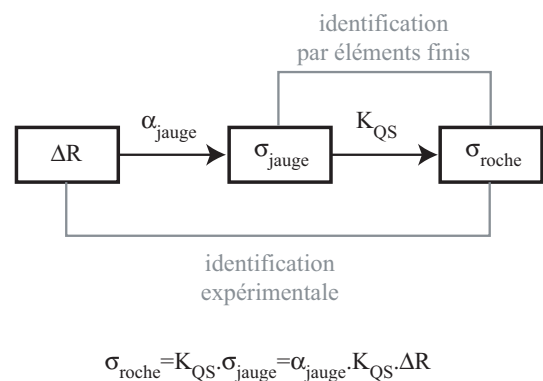 identification
par éléments finis
α_jauge
K_QS
ΔR
σ_jauge
σ_roche
identification
expérimentale
σ_roche=K_QS.σ_jauge=α_jauge.K_QS.ΔR